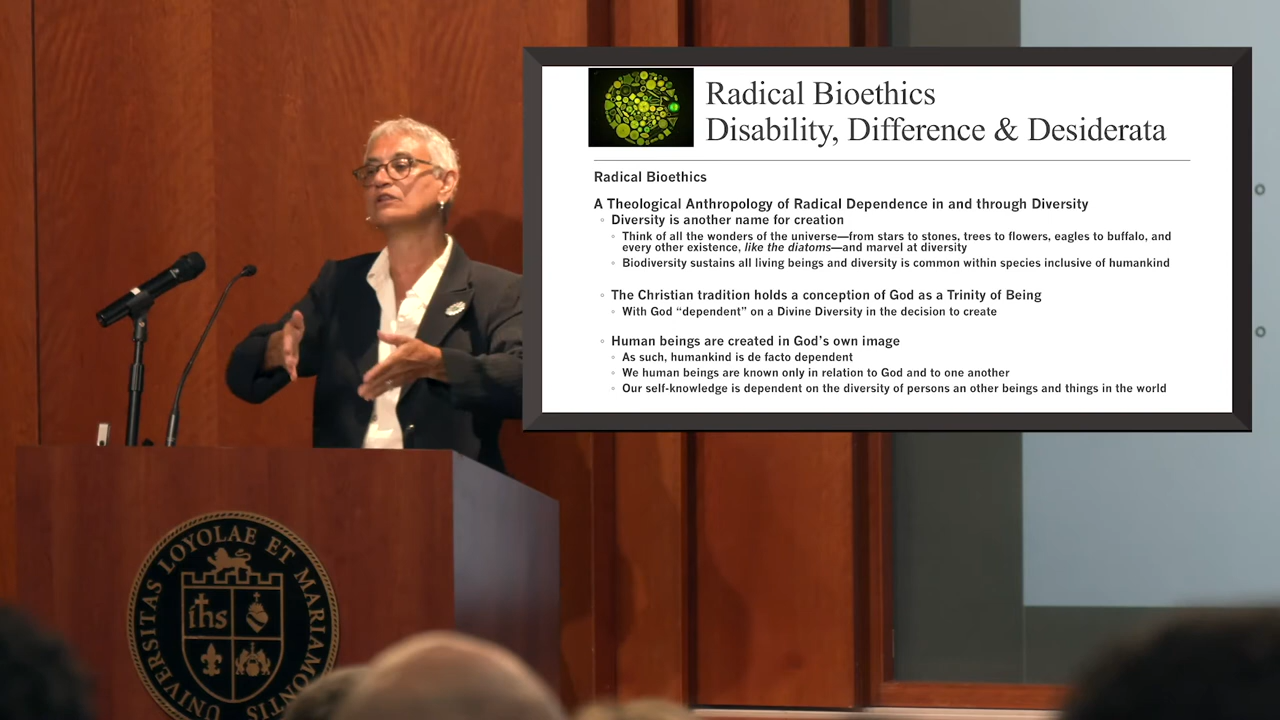 Radical Bioethics
Disability, Difference & Desiderata
Radical Bioethics
A Theological Anthropology of Radical Dependence in and through Diversity
◦ Diversity is another name for creation
◦ Think of all the wonders of the universe—from stars to stones, trees to flowers, eagles to buffalo, and
every other existence, like the diatoms—and marvel at diversity
◦ Biodiversity sustains all living beings and diversity is common within species inclusive of humankind
◦ The Christian tradition holds a conception of God as a Trinity of Being
◦ With God “dependent” on a Divine Diversity in the decision to create
◦ Human beings are created in God’s own image
◦ As such, humankind is de facto dependent
◦ We human beings are known only in relation to God and to one another
◦ Our self-knowledge is dependent on the diversity of persons an other beings and things in the world
UNIVERSITAS LOYOLAE ET MARIAMONTIS
ihs